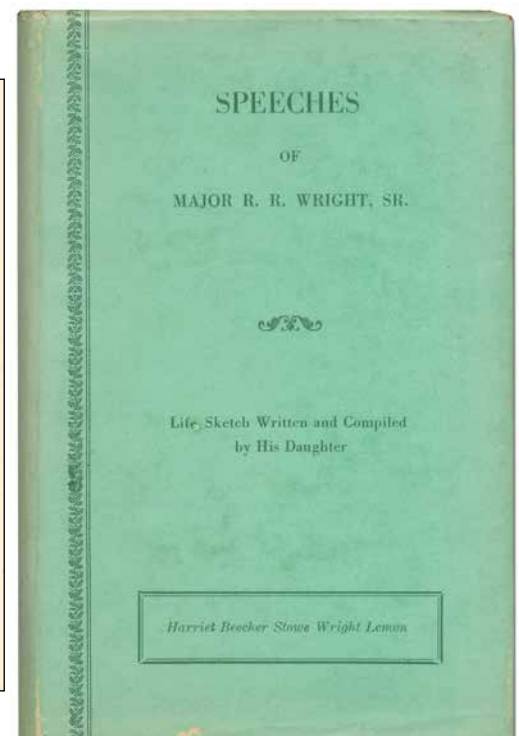 SPEECHES
OF
MAJOR R. R. WRIGHT, SR.
Life Sketch Written and Compiled
by His Daughter
Harriet Beecher Stowe Wright Lemon